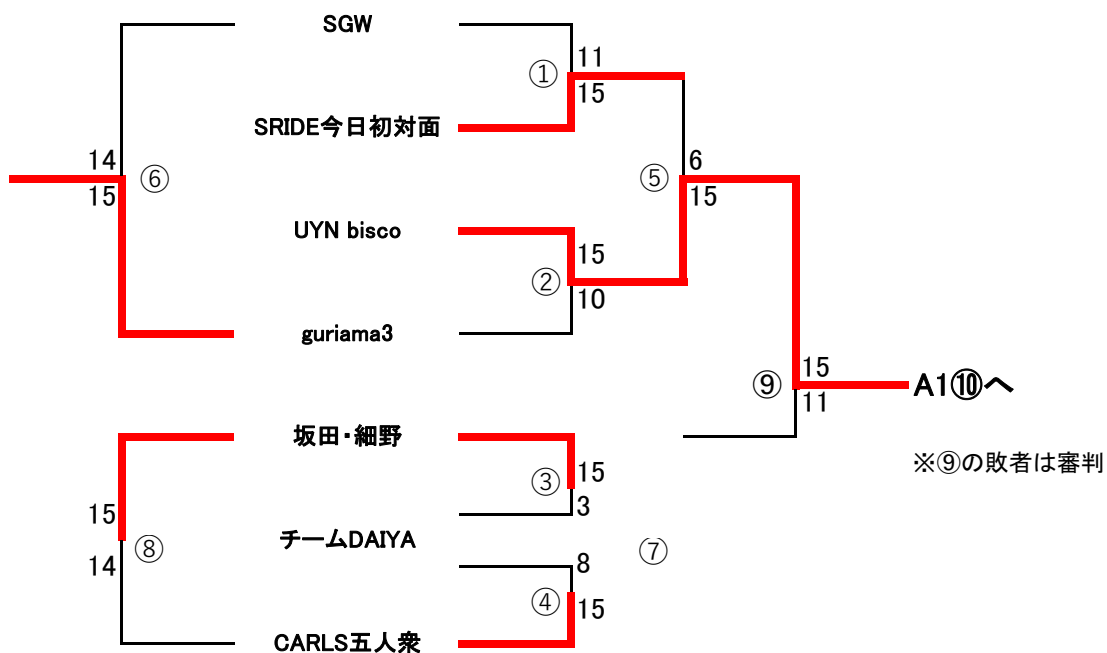 SGW
11
①
15
SRIDE今日初対面
14
6
⑥
⑤
15
15
UYN bisco
15
②
10
guriama3
15
⑨
A1⑩へ
11
坂田・細野
※⑨の敗者は審判
15
③
3
15
チームDAIYA
⑧
⑦
14
8
④
15
CARLS五人衆